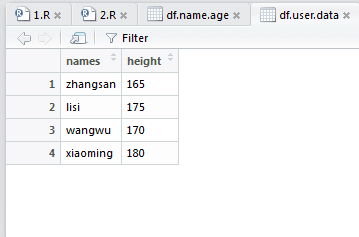 1.R 2.R df.name.age df.user.data
Filter
names height
1 zhangsan 165
2 lisi 175
3 wangwu 170
4 xiaoming 180